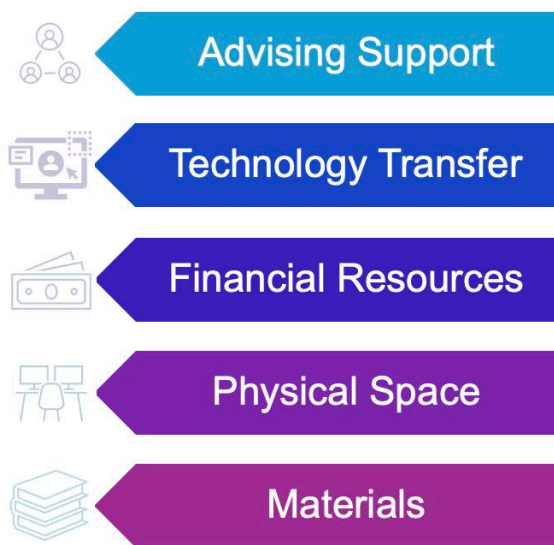 Advising Support
Technology Transfer
Financial Resources
Physical Space
Materials